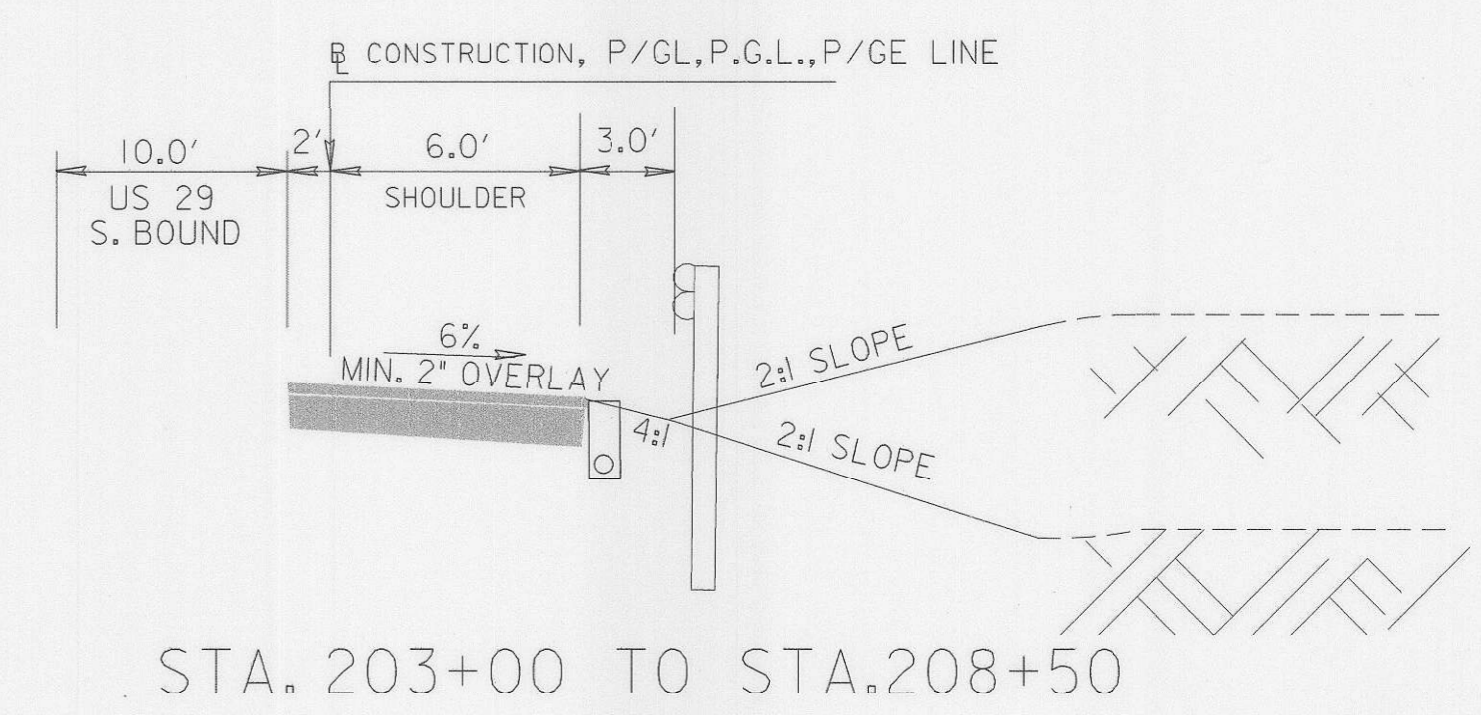 BL CONSTRUCTION, P/GL,P.G.L.,P/GE LINE
10.0' 2' 6.0' 3.0'
US 29 SHOULDER
S. BOUND
6%
MIN. 2" OVERLAY
2:1 SLOPE
4:1
2:1 SLOPE
STA. 203+00 TO STA.208+50